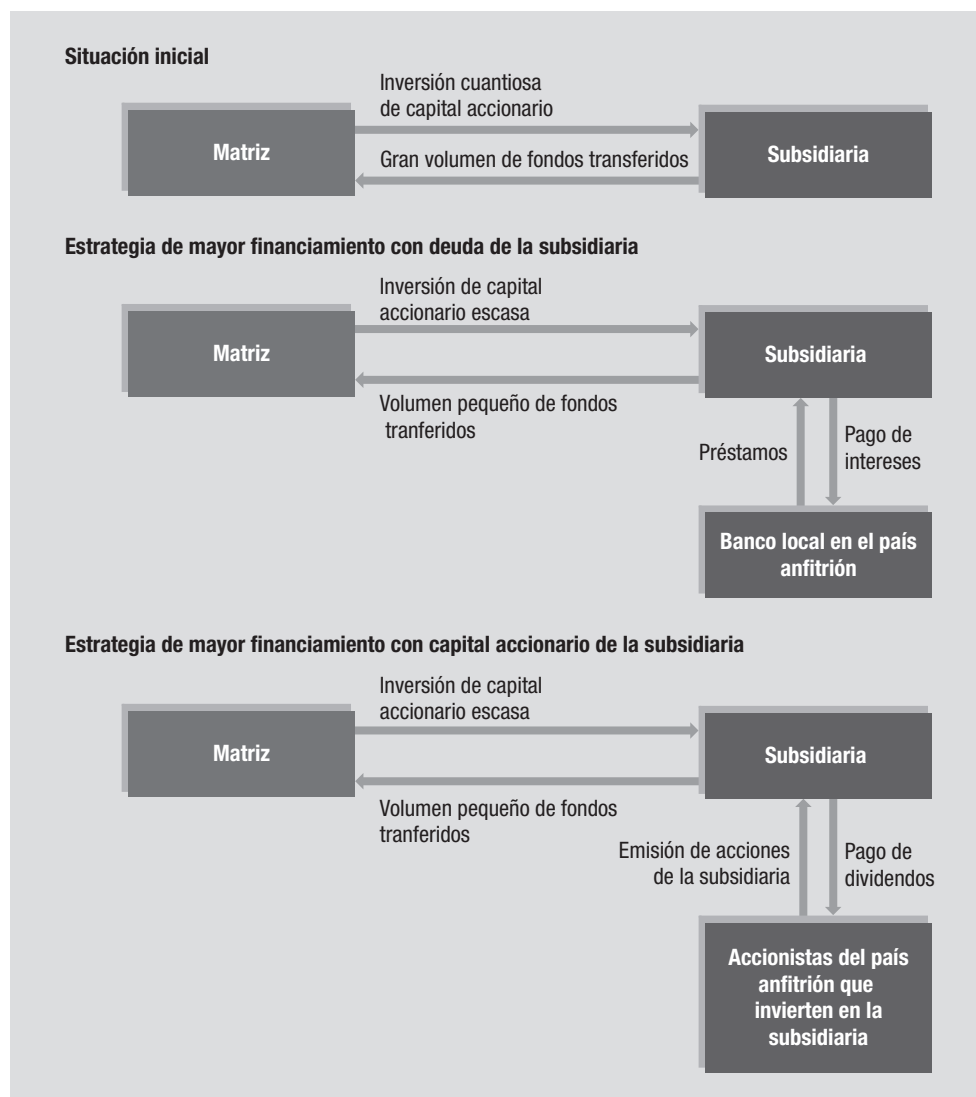 Situación inicial
Inversión cuantiosa
de capital accionario
Matriz
Gran volumen de fondos transferidos
Subsidiaria
Estrategia de mayor financiamiento con deuda de la subsidiaria
Inversión de capital
accionario escasa
Matriz
Subsidiaria
Volumen pequeño de fondos
tranferidos
Préstamos
Pago de
intereses
Banco local en el país
anfitrión
Estrategia de mayor financiamiento con capital accionario de la subsidiaria
Inversión de capital
accionario escasa
Matriz
Subsidiaria
Volumen pequeño de fondos
tranferidos
Emisión de acciones
de la subsidiaria
Pago de
dividendos
Accionistas del país
anfitrión que
invierten en la
subsidiaria